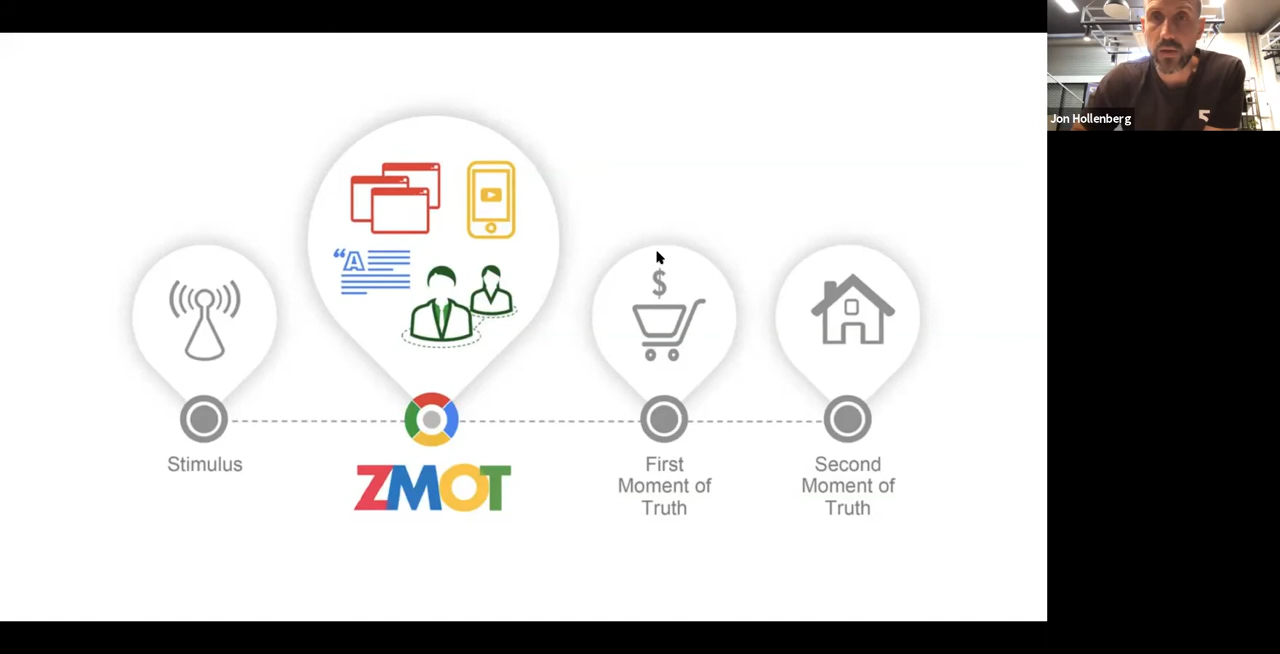 Jon Hollenberg
“A
$
Stimulus
ZMOT
First
Moment of
Truth
Second
Moment of
Truth